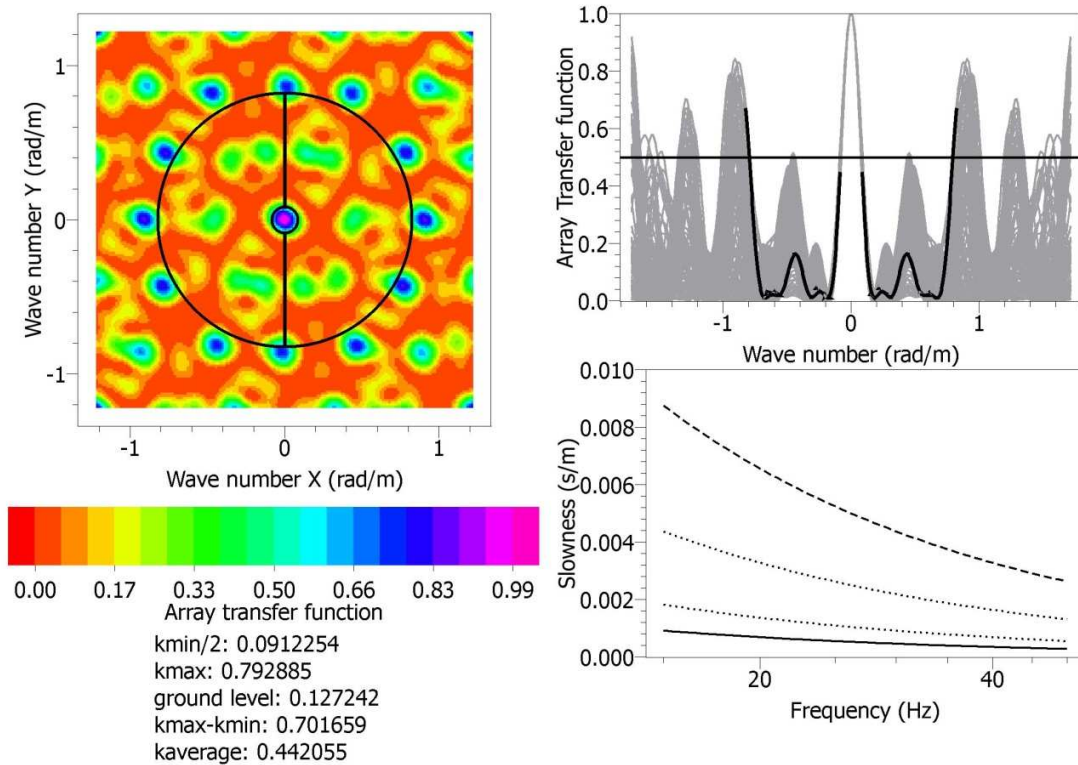 1
0
-1
Wave number Y (rad/m)
-1
0
1
Wave number X (rad/m)
0.00 0.17 0.33 0.50 0.66 0.83 0.99
Array transfer function
kmin/2: 0.0912254
kmax: 0.792885
ground level: 0.127242
kmax-kmin: 0.701659
kaverage: 0.442055
1.0
0.8
0.6
0.4
0.2
0.0
Array Transfer function
-1
0
1
Wave number (rad/m)
0.010
0.008
0.006
0.004
0.002
0.000
Slowness (s/m)
20
40
Frequency (Hz)